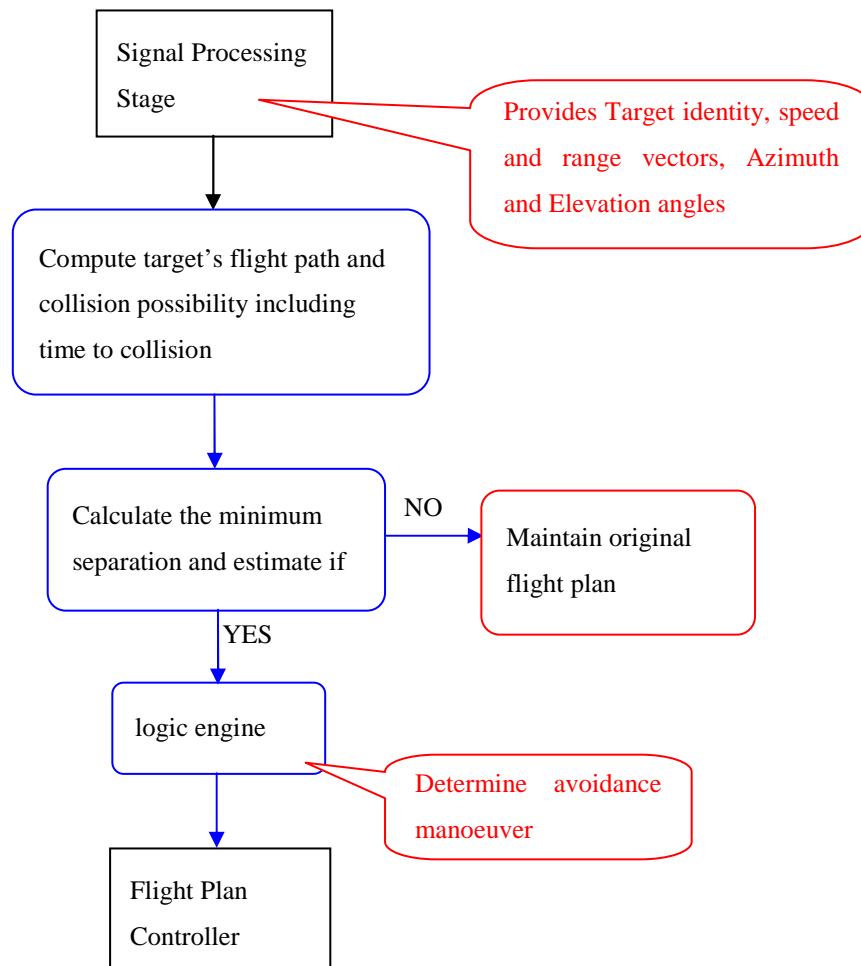 Signal Processing
Stage
Provides Target identity, speed
and range vectors, Azimuth
and Elevation angles
Compute target’s flight path and
collision possibility including
time to collision
Calculate the minimum
separation and estimate if
NO
Maintain original
flight plan
YES
logic engine
Determine avoidance
manoeuver
Flight Plan
Controller